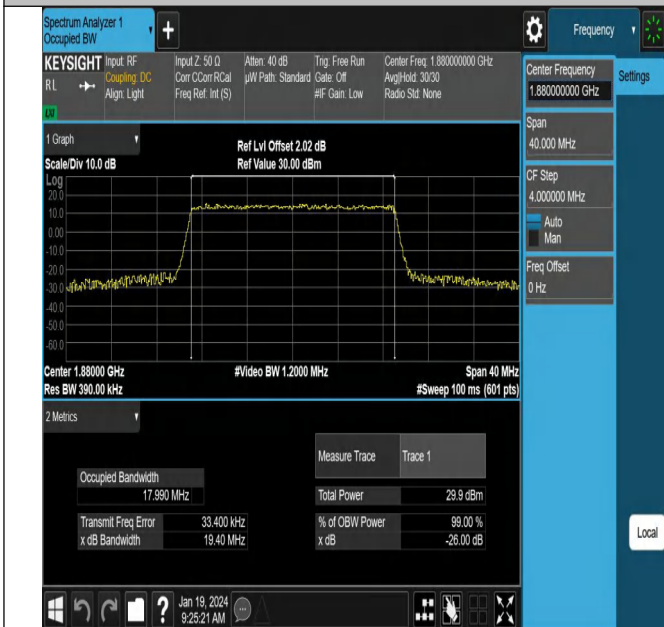 Spectrum Analyzer 1
Occupied BW
+
Frequency
KEYSIGHT
RL
LXI
Input: RF
Coupling: DC
Align: Light
Input Z: 50 Ω
Corr CCorr RCal
Freq Ref: Int (S)
Atten: 40 dB
µW Path: Standard
Trig: Free Run
Gate: Off
#IF Gain: Low
Center Freq: 1.880000000 GHz
Avg|Hold: 30/30
Radio Std: None
Center Frequency
1.880000000 GHz
Settings
Span
40.000 MHz
CF Step
4.000000 MHz
Auto
Man
Freq Offset
0 Hz
1 Graph
Scale/Div 10.0 dB
Ref Lvl Offset 2.02 dB
Ref Value 30.00 dBm
Log
20.0
10.0
0.00
-10.0
-20.0
-30.0
-40.0
-50.0
-60.0
Center 1.88000 GHz
Res BW 390.00 kHz
#Video BW 1.2000 MHz
Span 40 MHz
#Sweep 100 ms (601 pts)
2 Metrics
Measure Trace Trace 1
Occupied Bandwidth
17.990 MHz
Total Power 29.9 dBm
Transmit Freq Error 33.400 kHz
% of OBW Power 99.00 %
x dB Bandwidth 19.40 MHz
x dB -26.00 dB
Local
?
Jan 19, 2024
9:25:21 AM